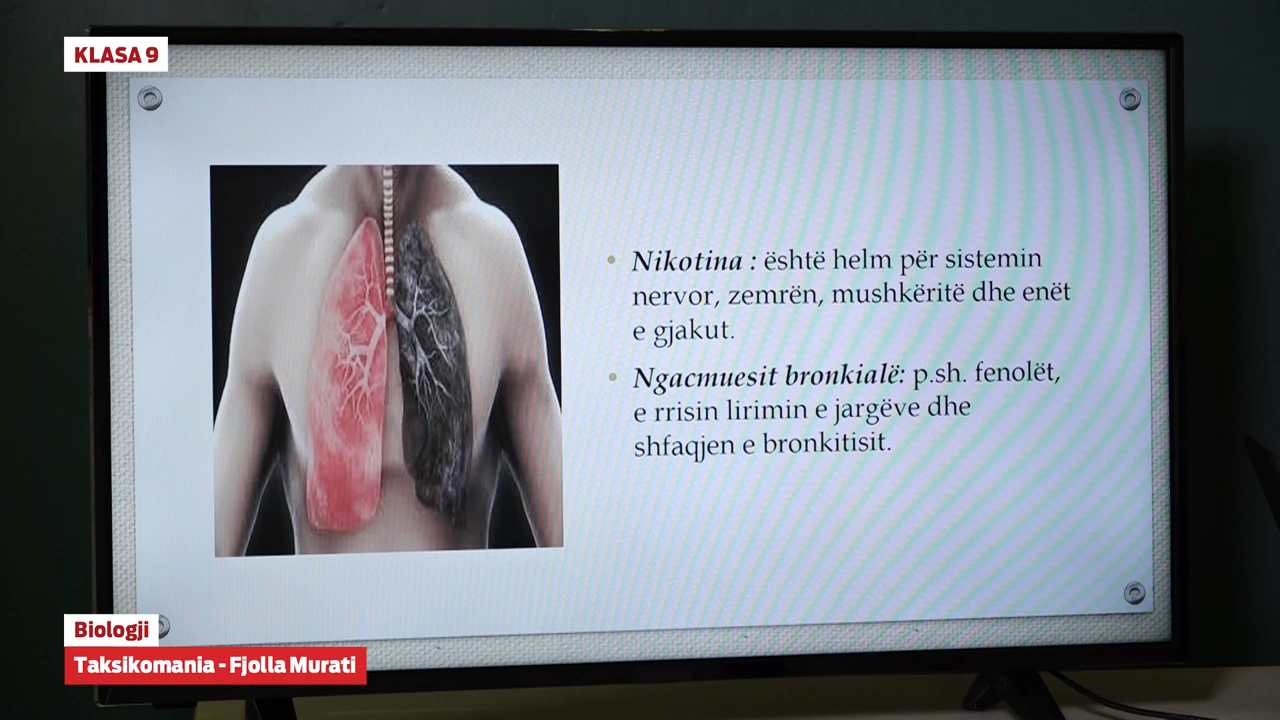 KLASA 9
Nikotina : është helm për sistemin
nervor, zemrën, mushkëritë dhe enët
e gjakut.
Ngacmuesit bronkialë: p.sh. fenolët,
e rrisin lirimin e jargëve dhe
shfaqjen e bronkitisit.
Biologji
Taksikomania - Fjolla Murati